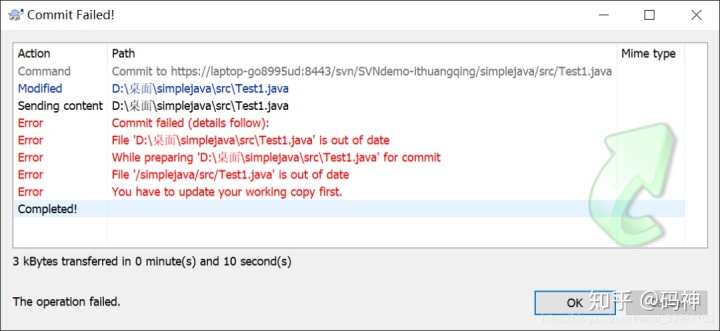 Commit Failed!
Action Path Mime type
Command Commit to https://laptop-go8995ud:8443/svn/SVNdemo-ithuangqing/simplejava/src/Test1.java
Modified D:\桌面\simplejava\src\Test1.java
Sending content D:\桌面\simplejava\src\Test1.java
Error Commit failed (details follow):
Error File 'D:\桌面\simplejava\src\Test1.java' is out of date
Error While preparing 'D:\桌面\simplejava\src\Test1.java' for commit
Error File '/simplejava/src/Test1.java' is out of date
Error You have to update your working copy first.
Completed!
3 kBytes transferred in 0 minute(s) and 10 second(s)
The operation failed.
OK
知乎 @码神